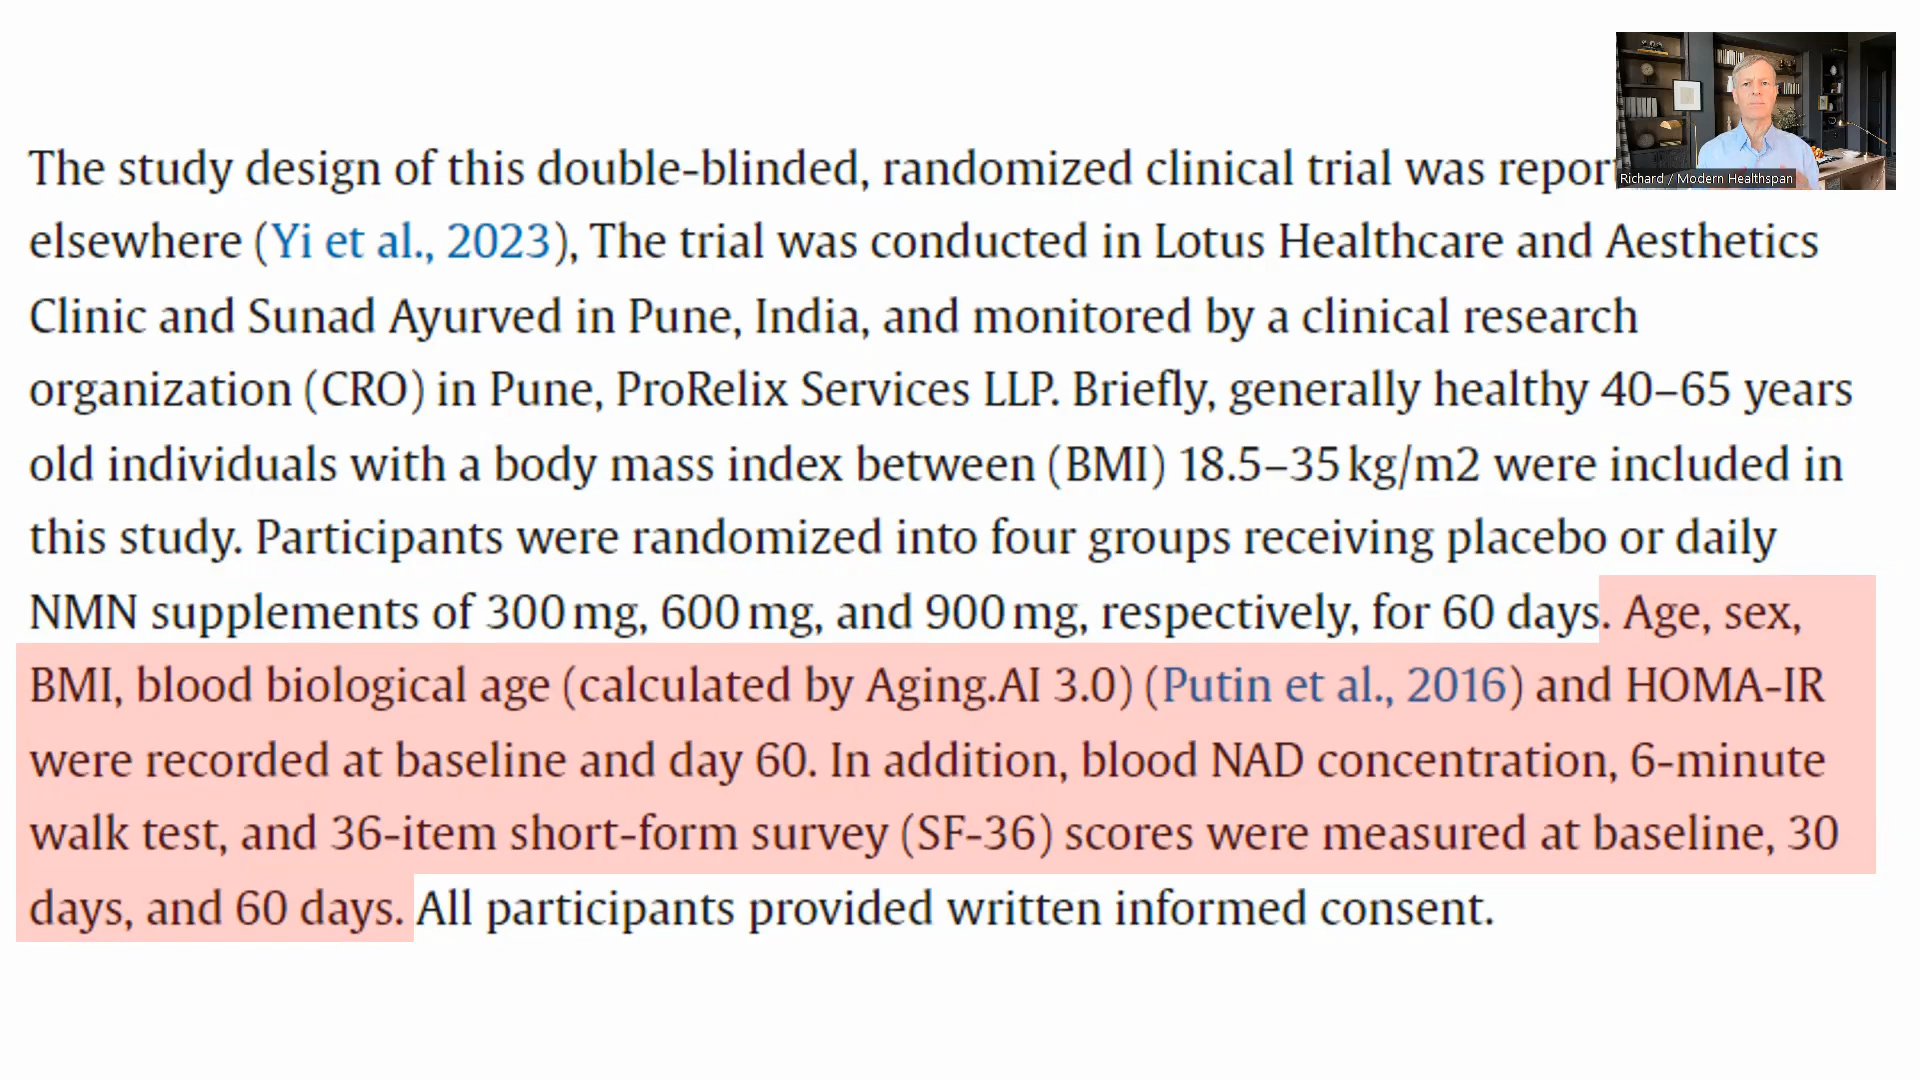 The study design of this double-blinded, randomized clinical trial was
Richard / Modern Healthspan
elsewhere (Yi et al., 2023), The trial was conducted in Lotus Healthcare and Aesthetics
Clinic and Sunad Ayurved in Pune, India, and monitored by a clinical research
organization (CRO) in Pune, ProRelix Services LLP. Briefly, generally healthy 40–65 years
old individuals with a body mass index between (BMI) 18.5–35 kg/m2 were included in
this study. Participants were randomized into four groups receiving placebo or daily
NMN supplements of 300 mg, 600 mg, and 900 mg, respectively, for 60 days. Age, sex,
BMI, blood biological age (calculated by Aging.AI 3.0) (Putin et al., 2016) and HOMA-IR
were recorded at baseline and day 60. In addition, blood NAD concentration, 6-minute
walk test, and 36-item short-form survey (SF-36) scores were measured at baseline, 30
days, and 60 days. All participants provided written informed consent.